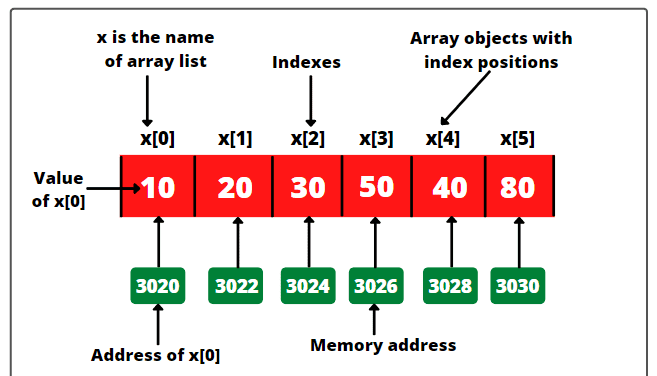 x is the name
of array list
Indexes
Array objects with
index positions
x[0] x[1] x[2] x[3] x[4] x[5]
Value
of x[0]
10 20 30 50 40 80
3020 3022 3024 3026 3028 3030
Address of x[0]
Memory address